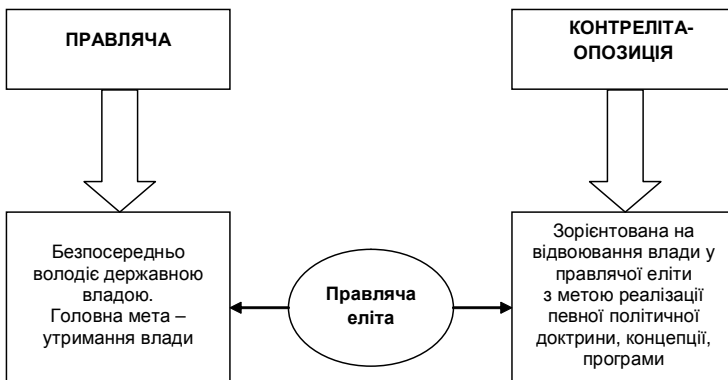 ПРАВЛЯЧА
КОНТРЕЛІТА-
ОПОЗИЦІЯ
Безпосередньо
володіє державною
владою.
Головна мета –
утримання влади
Правляча
еліта
Зорієнтована на
відвоювання влади у
правлячої еліти
з метою реалізації
певної політичної
доктрини, концепції,
програми